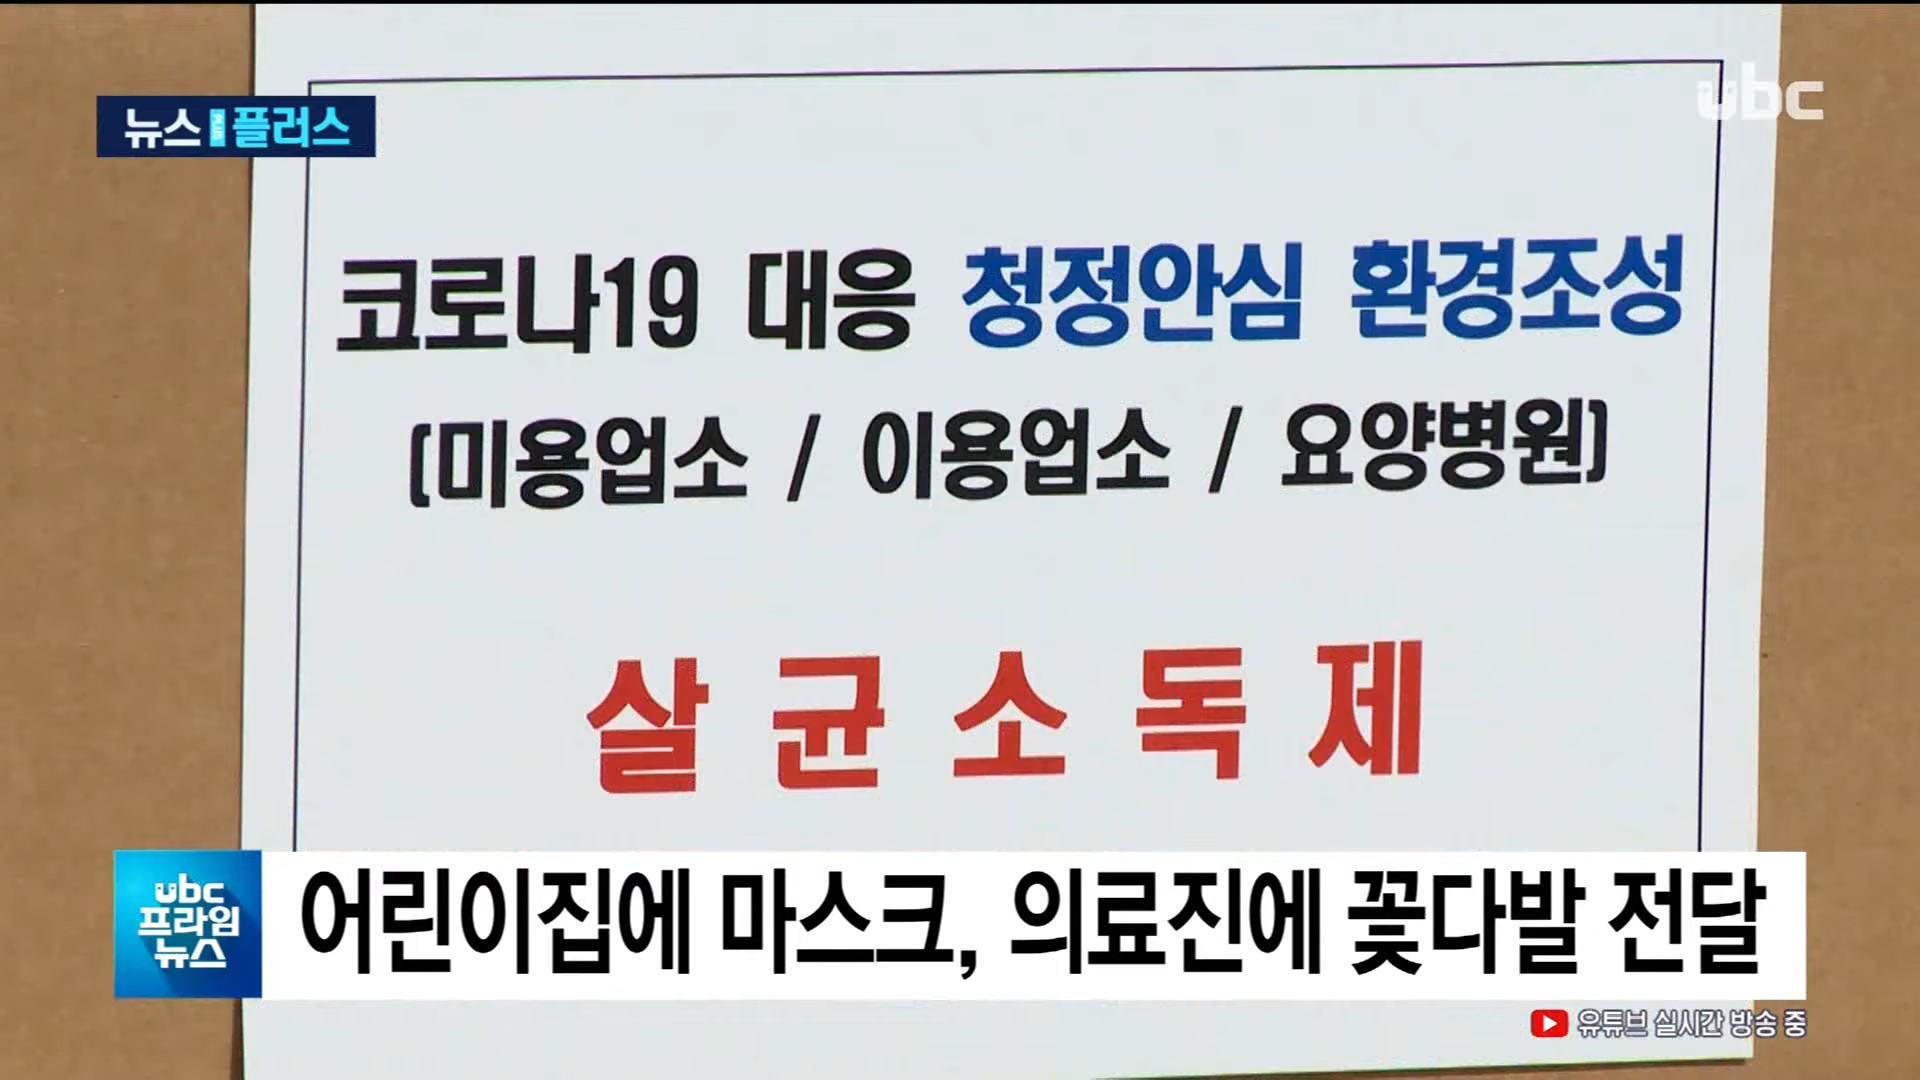 뉴스 PLUS 플러스
ubc
코로나19 대응 청정안심 환경조성
(미용업소 / 이용업소 / 요양병원)
살균소독제
ubc
프라임
뉴스
어린이집에 마스크, 의료진에 꽃다발 전달
유튜브 실시간 방송 중